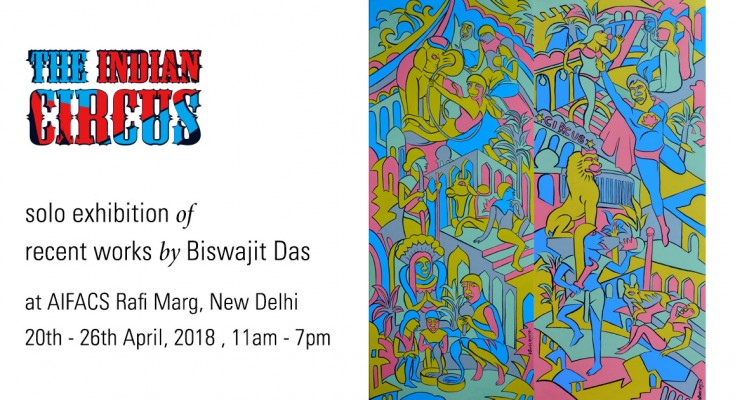 THE INDIAN
CIRCUS
solo exhibition of
recent works by Biswajit Das
at AIFACS Rafi Marg, New Delhi
20th - 26th April, 2018 , 11am - 7pm
CIRCUS